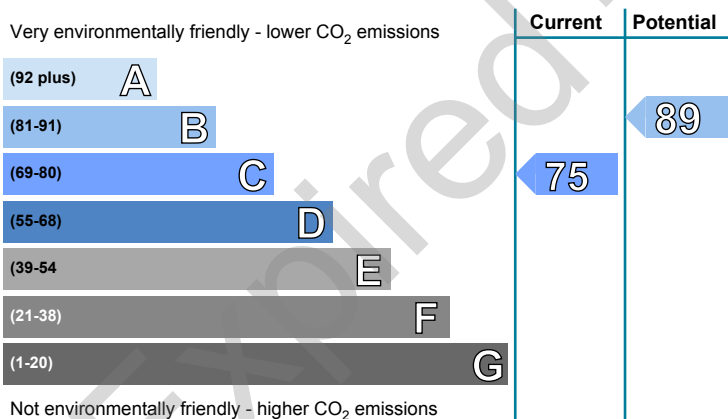 Current Potential
Very environmentally friendly - lower CO2 emissions
(92 plus) A
(81-91) B 89
(69-80) C 75
(55-68) D
(39-54 E
(21-38) F
(1-20) G
Not environmentally friendly - higher CO2 emissions
Expired